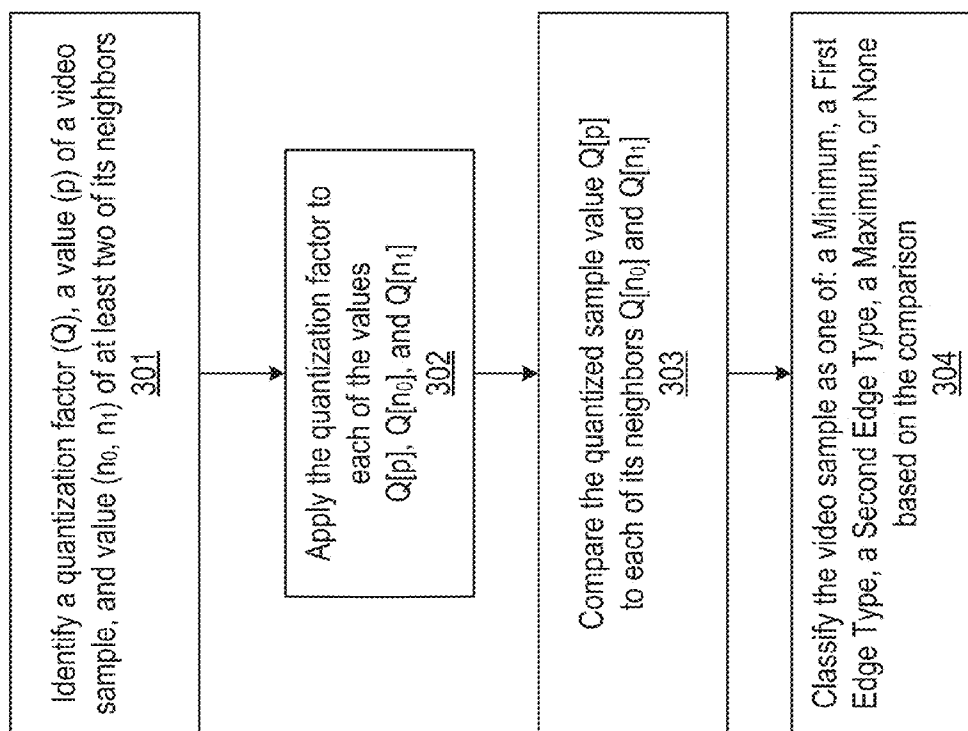 Identify a quantization factor (Q), a value (p) of a video
sample, and value (n₀, n₁) of at least two of its neighbors
301
Apply the quantization factor to
each of the values
Q[p], Q[n₀], and Q[n₁]
302
Compare the quantized sample value Q[p]
to each of its neighbors Q[n₀] and Q[n₁]
303
Classify the video sample as one of: a Minimum, a First
Edge Type, a Second Edge Type, a Maximum, or None
based on the comparison
304